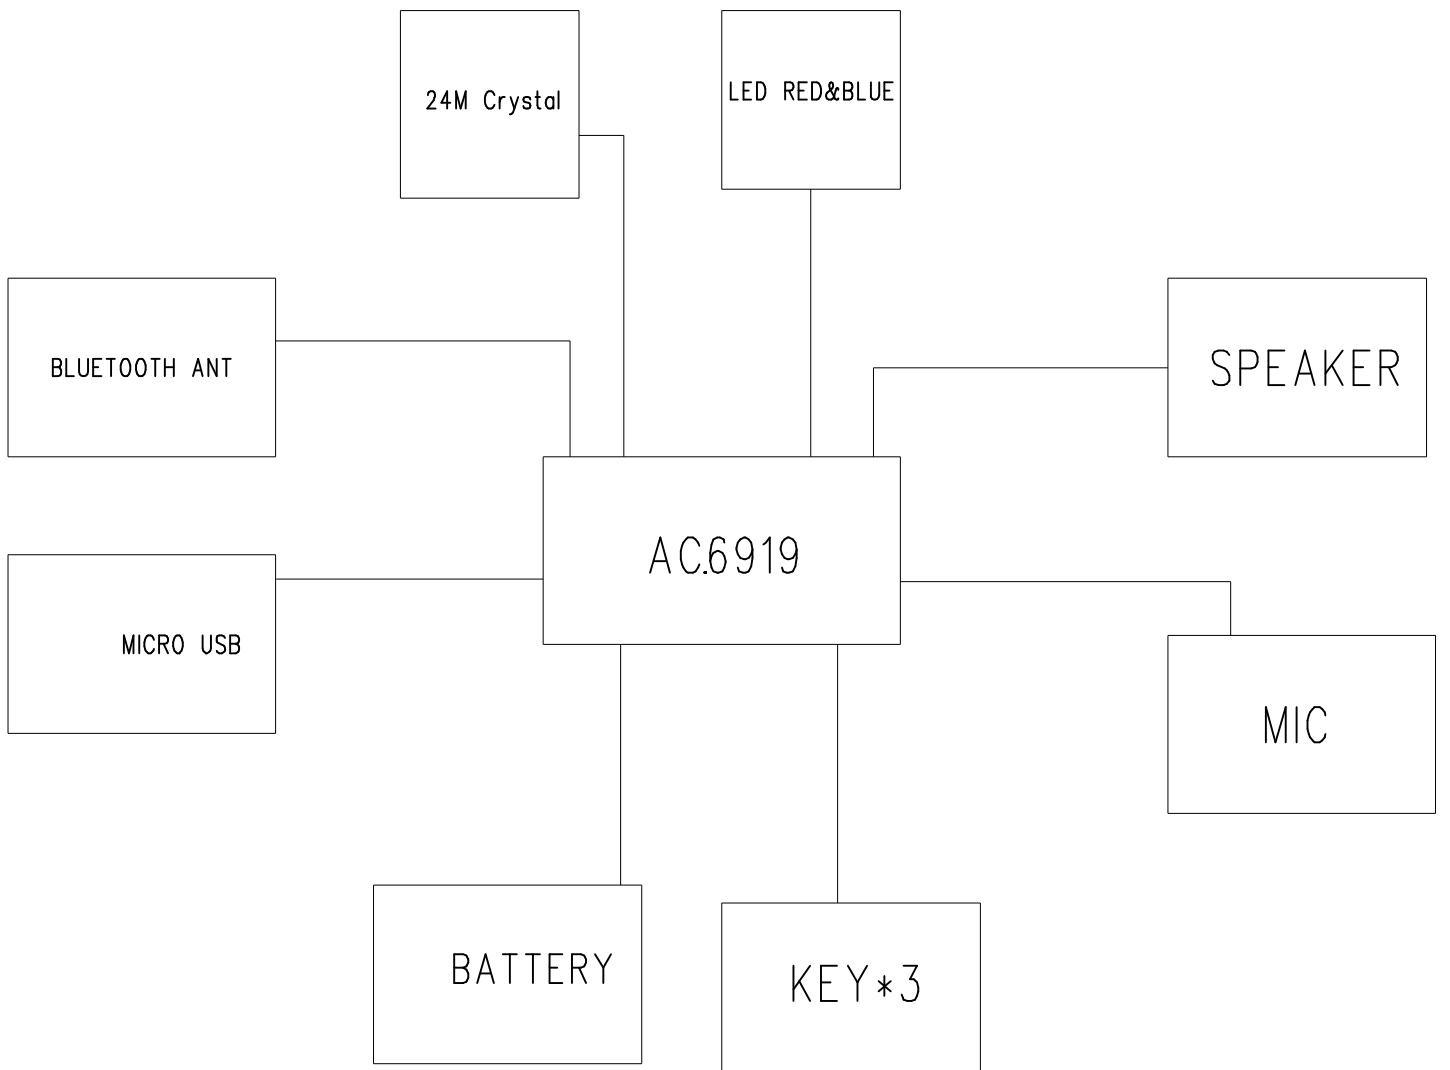 24M Crystal
LED RED&BLUE
BLUETOOTH ANT
SPEAKER
AC6919
MICRO USB
MIC
BATTERY
KEY*3